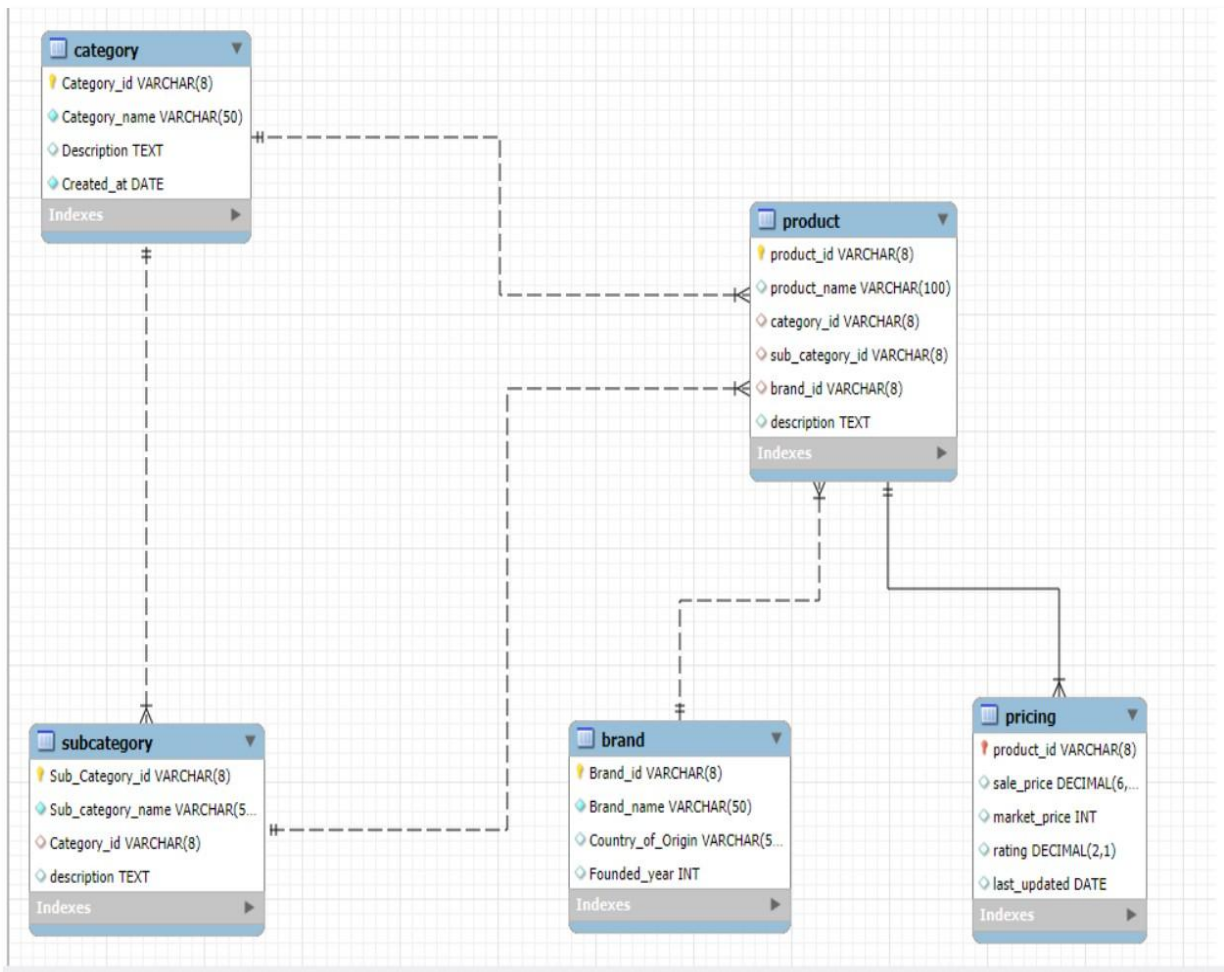 category
Category_id VARCHAR(8)
Category_name VARCHAR(50)
Description TEXT
Created_at DATE
Indexes
product
product_id VARCHAR(8)
product_name VARCHAR(100)
category_id VARCHAR(8)
sub_category_id VARCHAR(8)
brand_id VARCHAR(8)
description TEXT
Indexes
subcategory
Sub_Category_id VARCHAR(8)
Sub_category_name VARCHAR(5...
Category_id VARCHAR(8)
description TEXT
Indexes
brand
Brand_id VARCHAR(8)
Brand_name VARCHAR(50)
Country_of_Origin VARCHAR(5...
Founded_year INT
Indexes
pricing
product_id VARCHAR(8)
sale_price DECIMAL(6,...
market_price INT
rating DECIMAL(2,1)
last_updated DATE
Indexes